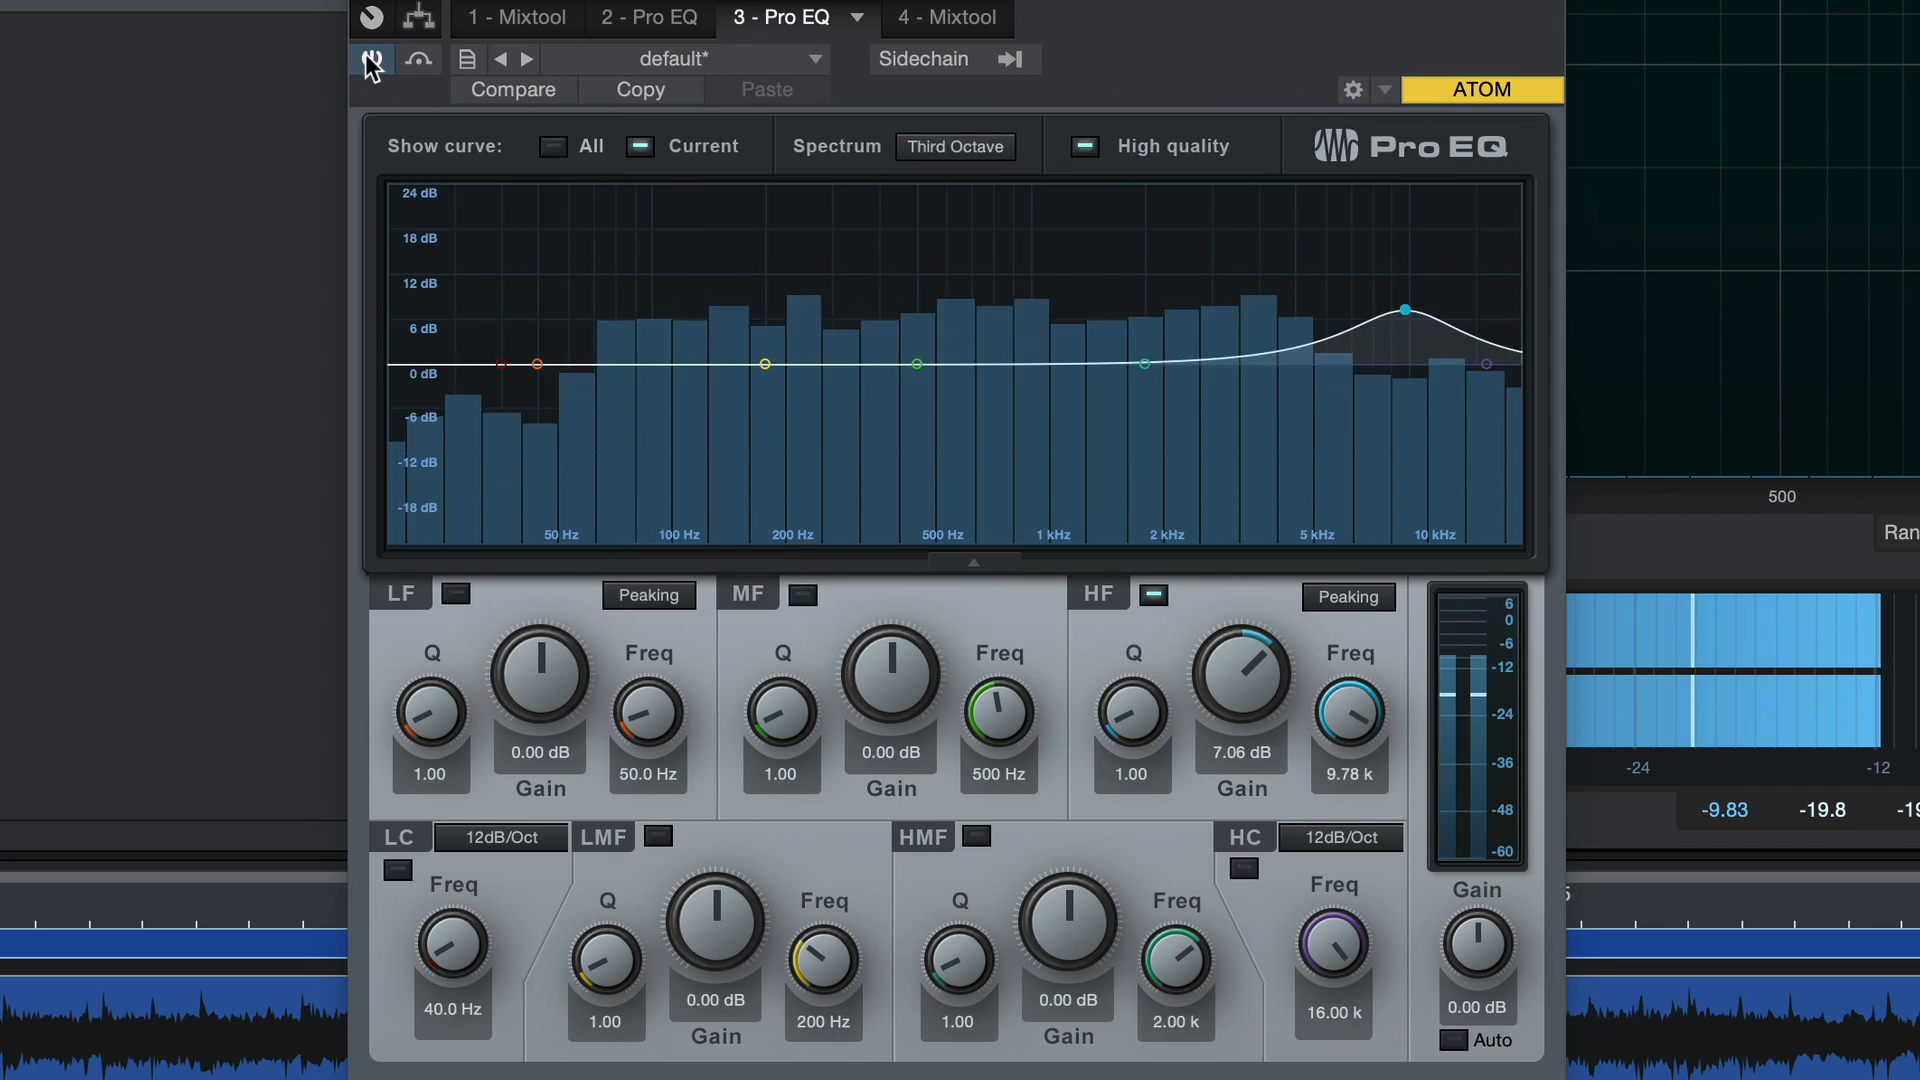 1 - Mixtool 2 - Pro EQ 3 - Pro EQ 4 - Mixtool
default* Sidechain
Compare Copy Paste ATOM
Show curve: All Current Spectrum Third Octave High quality Pro EQ
24 dB
18 dB
12 dB
6 dB
0 dB
-6 dB
-12 dB
-18 dB
50 Hz 100 Hz 200 Hz 500 Hz 1 kHz 2 kHz 5 kHz 10 kHz
500
Ran
LF Peaking MF HF Peaking
Q Freq Q Freq Q Freq
0.00 dB 0.00 dB 7.06 dB
1.00 50.0 Hz 1.00 500 Hz 1.00 9.78 k
Gain Gain Gain
6
0
-6
-12
-24
-36
-48
-60
-24 -12
-9.83 -19.8 -19
LC 12dB/Oct LMF HMF HC 12dB/Oct
Freq Q Freq Q Freq Freq Gain
40.0 Hz 0.00 dB 0.00 dB 16.00 k 0.00 dB
1.00 200 Hz 1.00 2.00 k
Gain Gain Auto